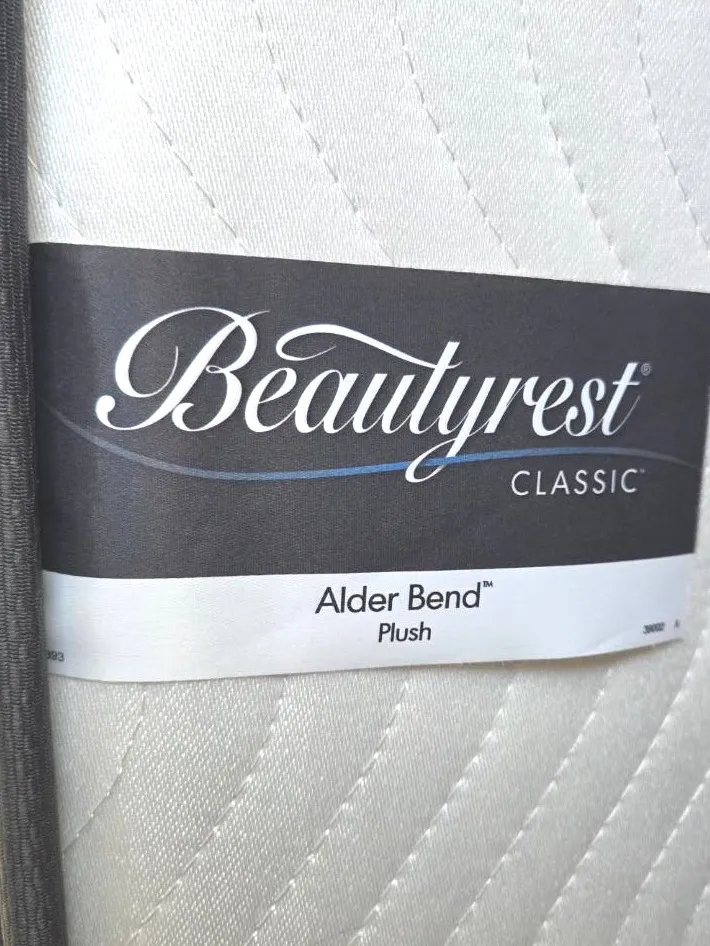 Beautyrest®
CLASSIC™
Alder Bend™
Plush